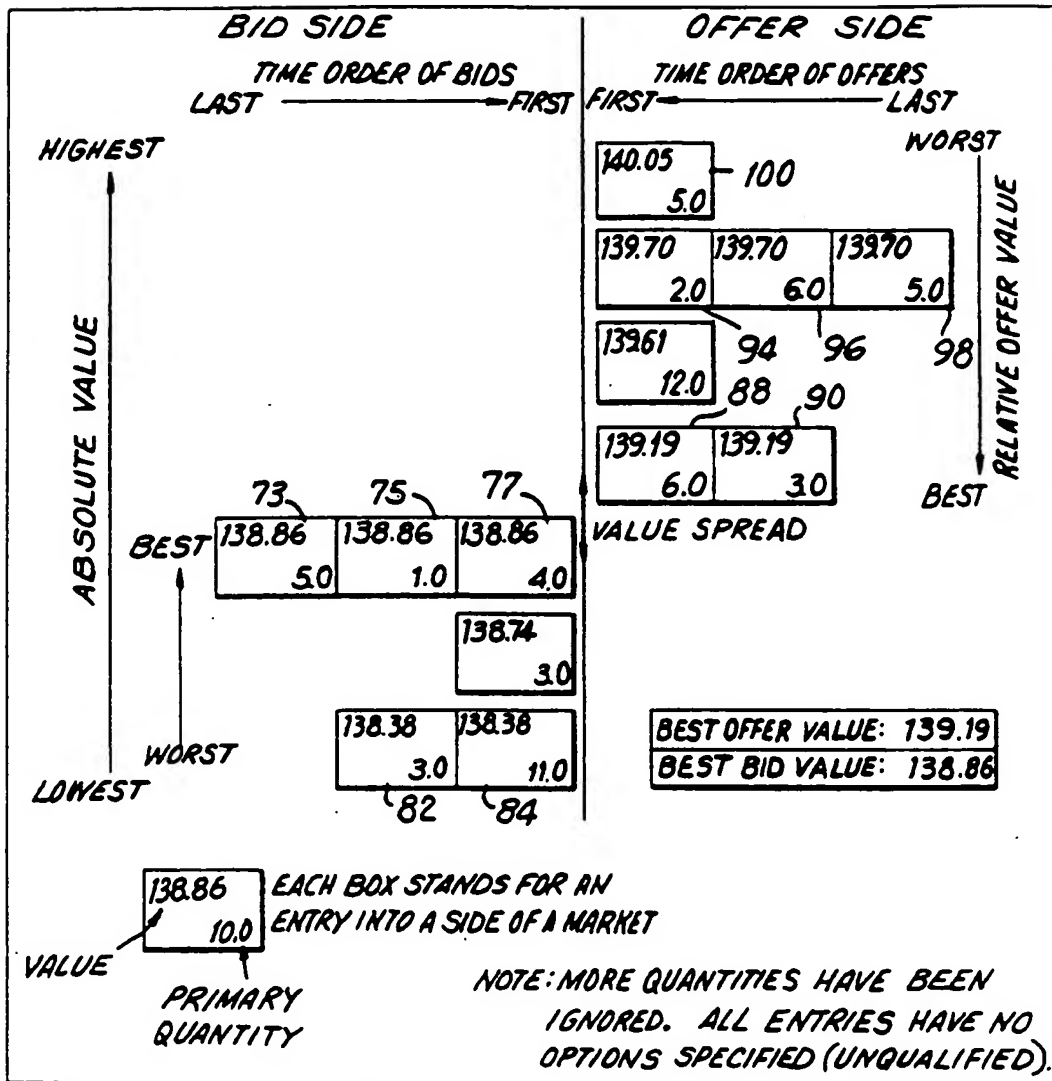 BID SIDE
OFFER SIDE
TIME ORDER OF BIDS
TIME ORDER OF OFFERS
LAST
FIRST
FIRST
LAST
HIGHEST
WORST
140.05
5.0
100
139.70
2.0
139.70
6.0
139.70
5.0
94
96
98
139.61
12.0
88
90
139.19
6.0
139.19
3.0
RELATIVE OFFER VALUE
BEST
ABSOLUTE VALUE
VALUE SPREAD
73
75
77
BEST
138.86
5.0
138.86
1.0
138.86
4.0
138.74
3.0
138.38
3.0
138.38
11.0
82
84
WORST
LOWEST
BEST OFFER VALUE: 139.19
BEST BID VALUE: 138.86
138.86
10.0
EACH BOX STANDS FOR AN
ENTRY INTO A SIDE OF A MARKET
VALUE
PRIMARY
QUANTITY
NOTE: MORE QUANTITIES HAVE BEEN
IGNORED. ALL ENTRIES HAVE NO
OPTIONS SPECIFIED (UNQUALIFIED).